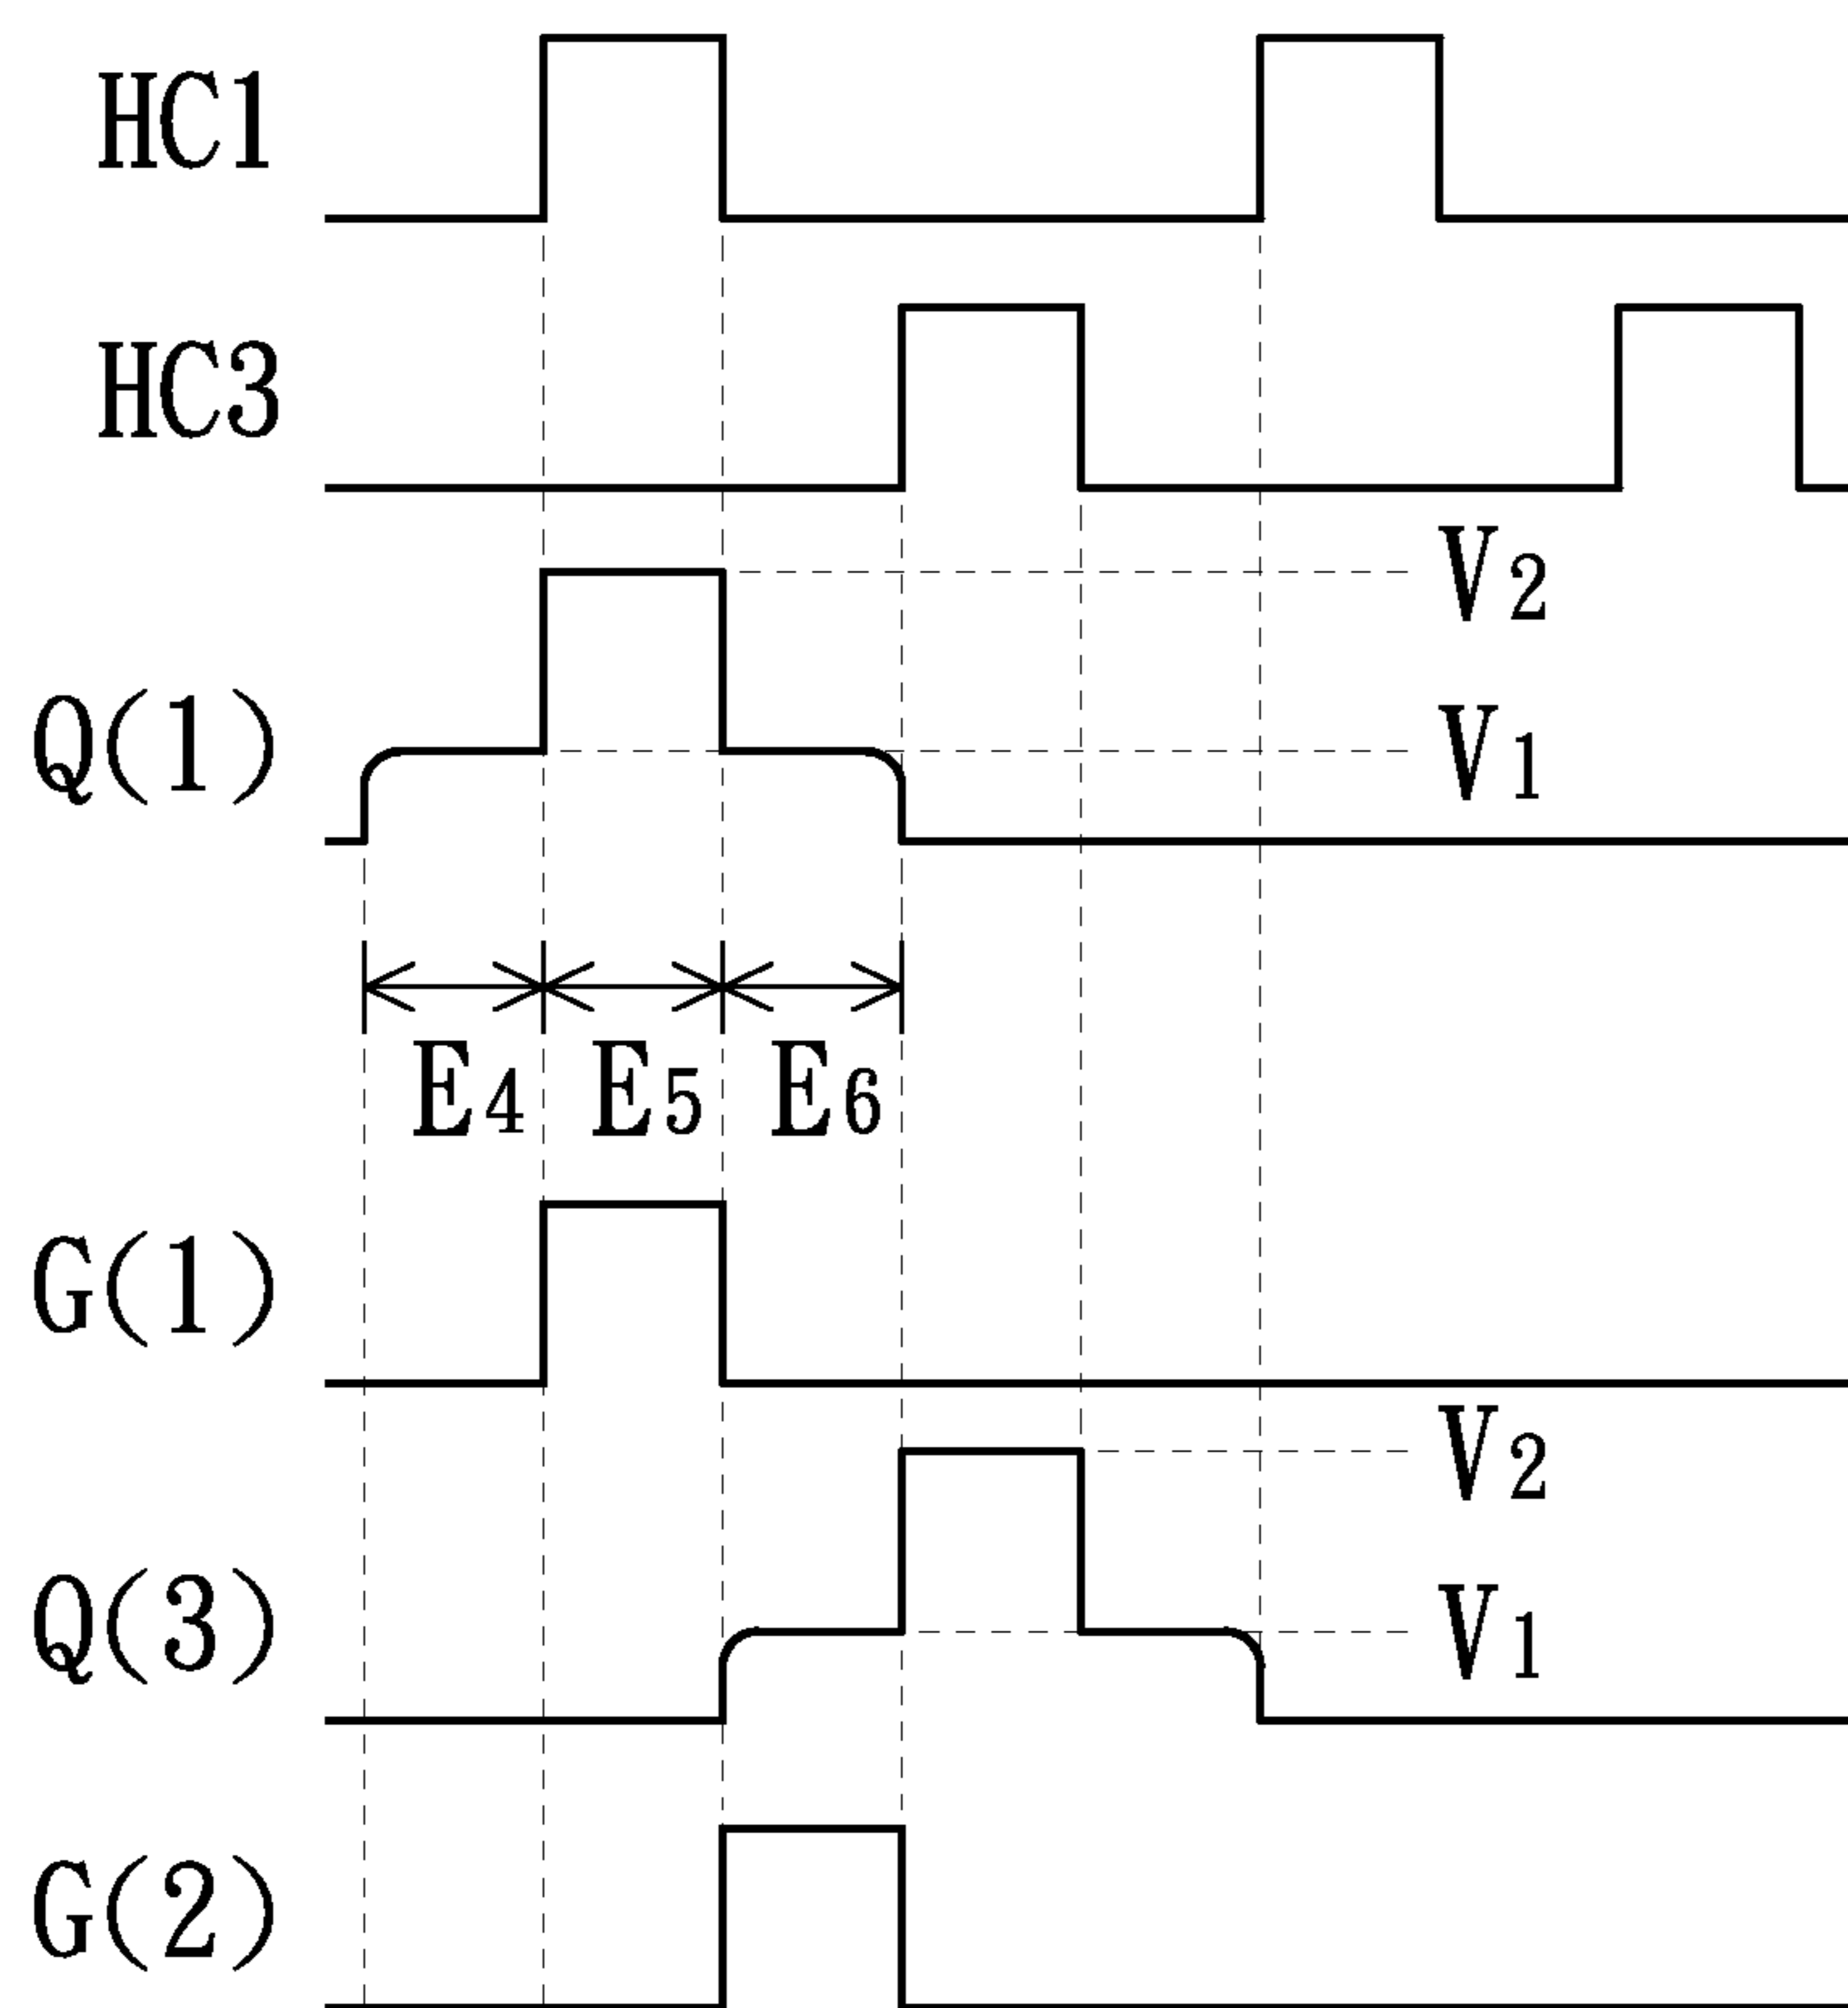 HC1
HC3
V2
Q(1)
V1
E4 E5 E6
G(1)
V2
Q(3)
V1
G(2)